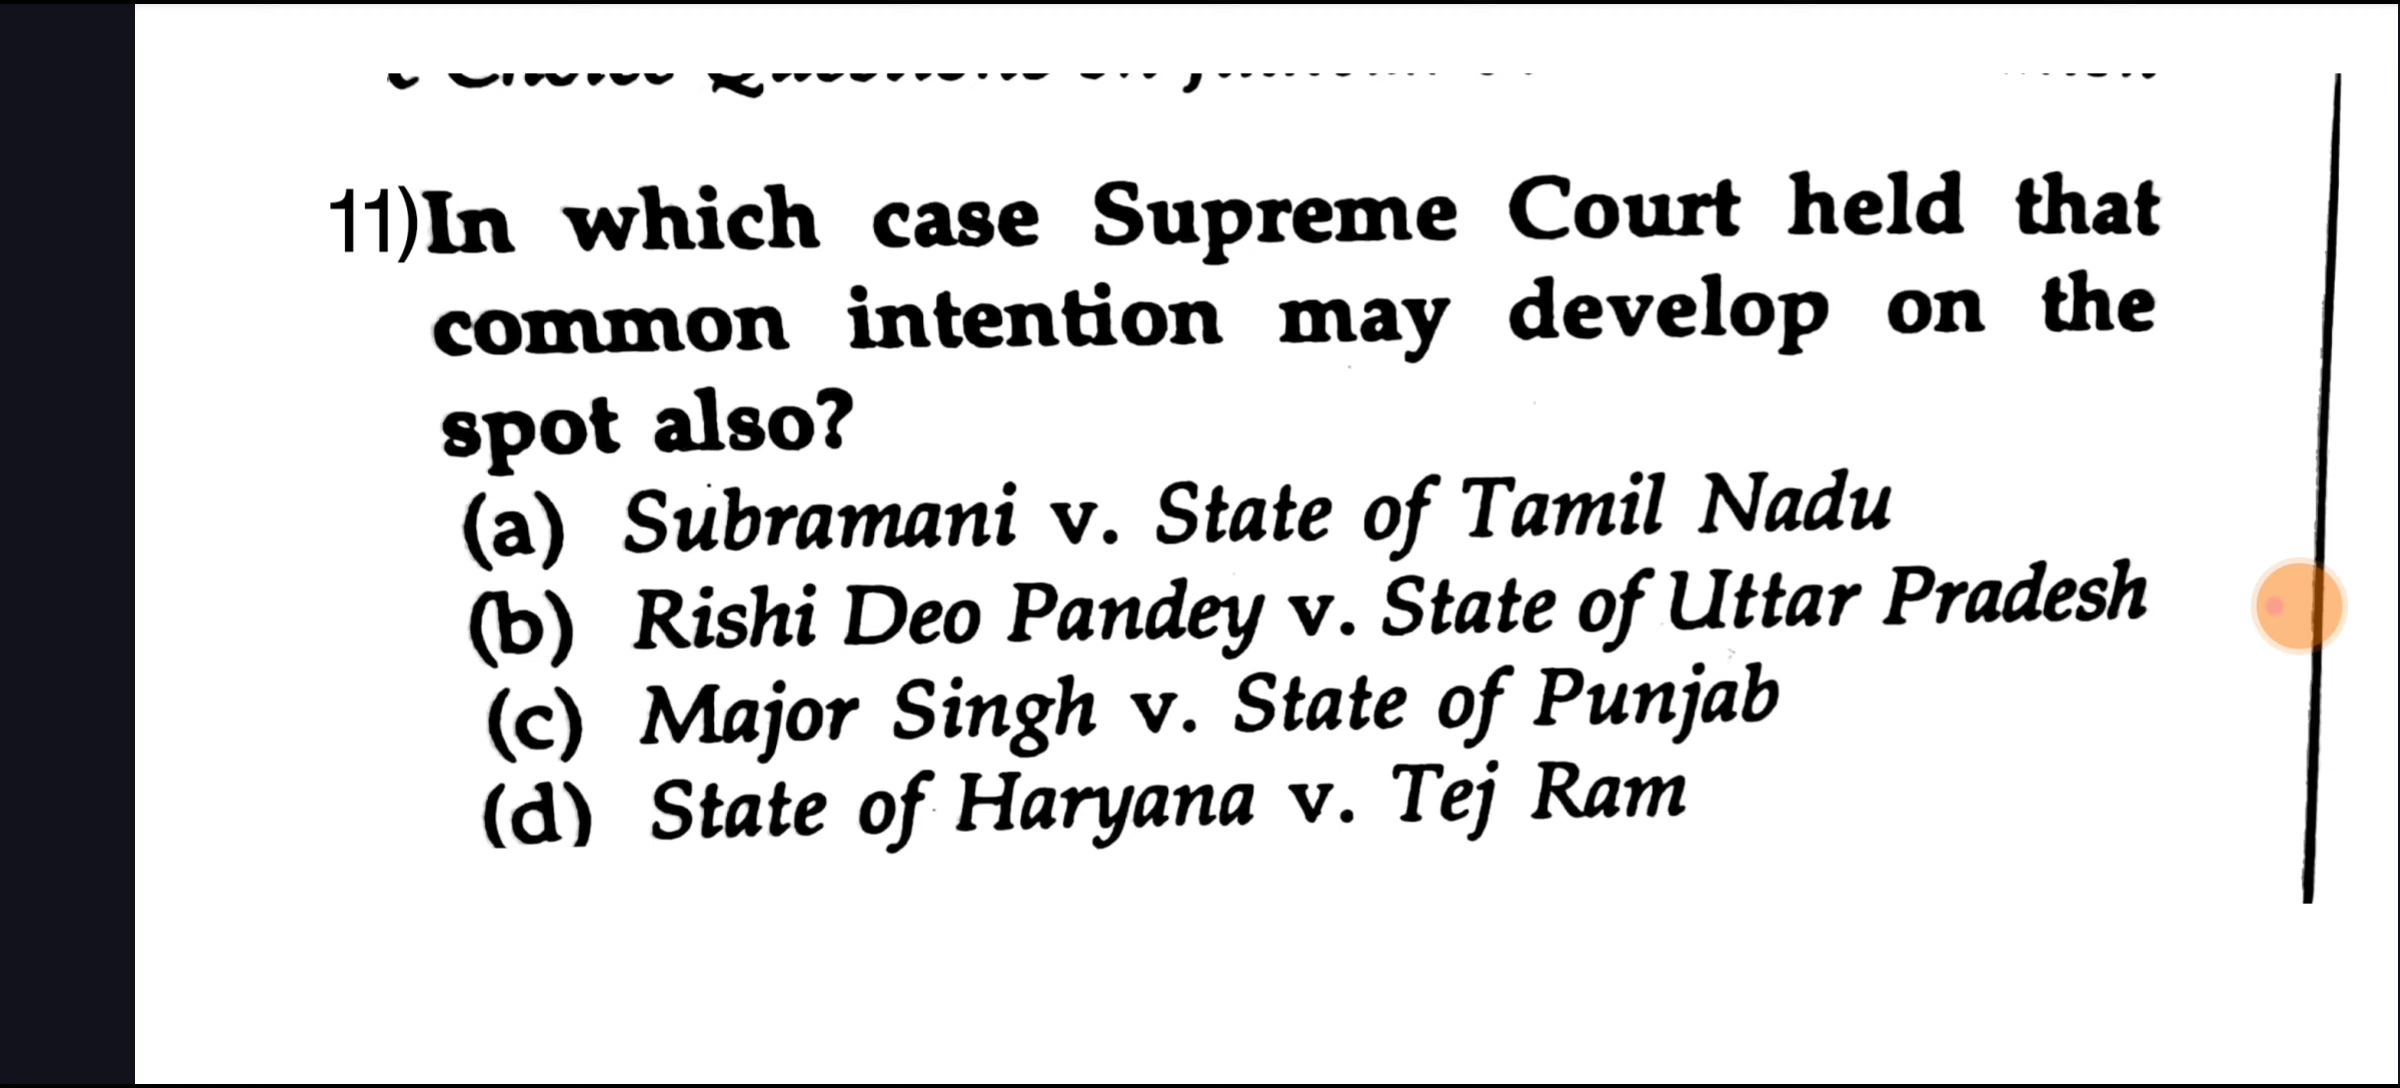 11)In which case Supreme Court held that
common intention may develop on the
spot also?
(a) Subramani v. State of Tamil Nadu
(b) Rishi Deo Pandey v. State of Uttar Pradesh
(c) Major Singh v. State of Punjab
(d) State of Haryana v. Tej Ram